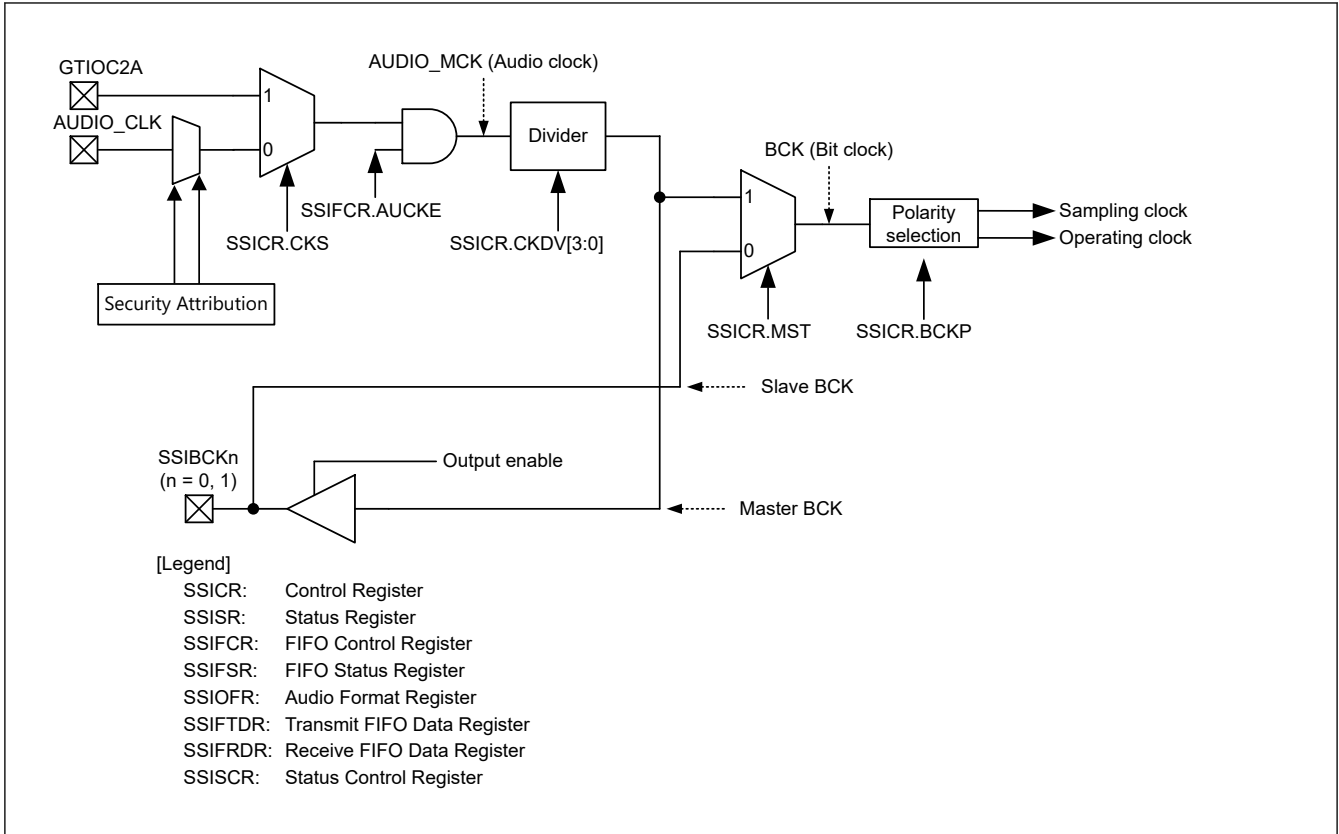 GTIOC2A
AUDIO_CLK
1
0
AUDIO_MCK (Audio clock)
Divider
SSIFCR.AUCKE
SSICR.CKS
SSICR.CKDV[3:0]
Security Attribution
BCK (Bit clock)
1
0
Polarity
selection
Sampling clock
Operating clock
SSICR.MST
SSICR.BCKP
Slave BCK
SSIBCKn
(n = 0, 1)
Output enable
Master BCK
[Legend]
SSICR: Control Register
SSISR: Status Register
SSIFCR: FIFO Control Register
SSIFSR: FIFO Status Register
SSIOFR: Audio Format Register
SSIFTDR: Transmit FIFO Data Register
SSIFRDR: Receive FIFO Data Register
SSISCR: Status Control Register